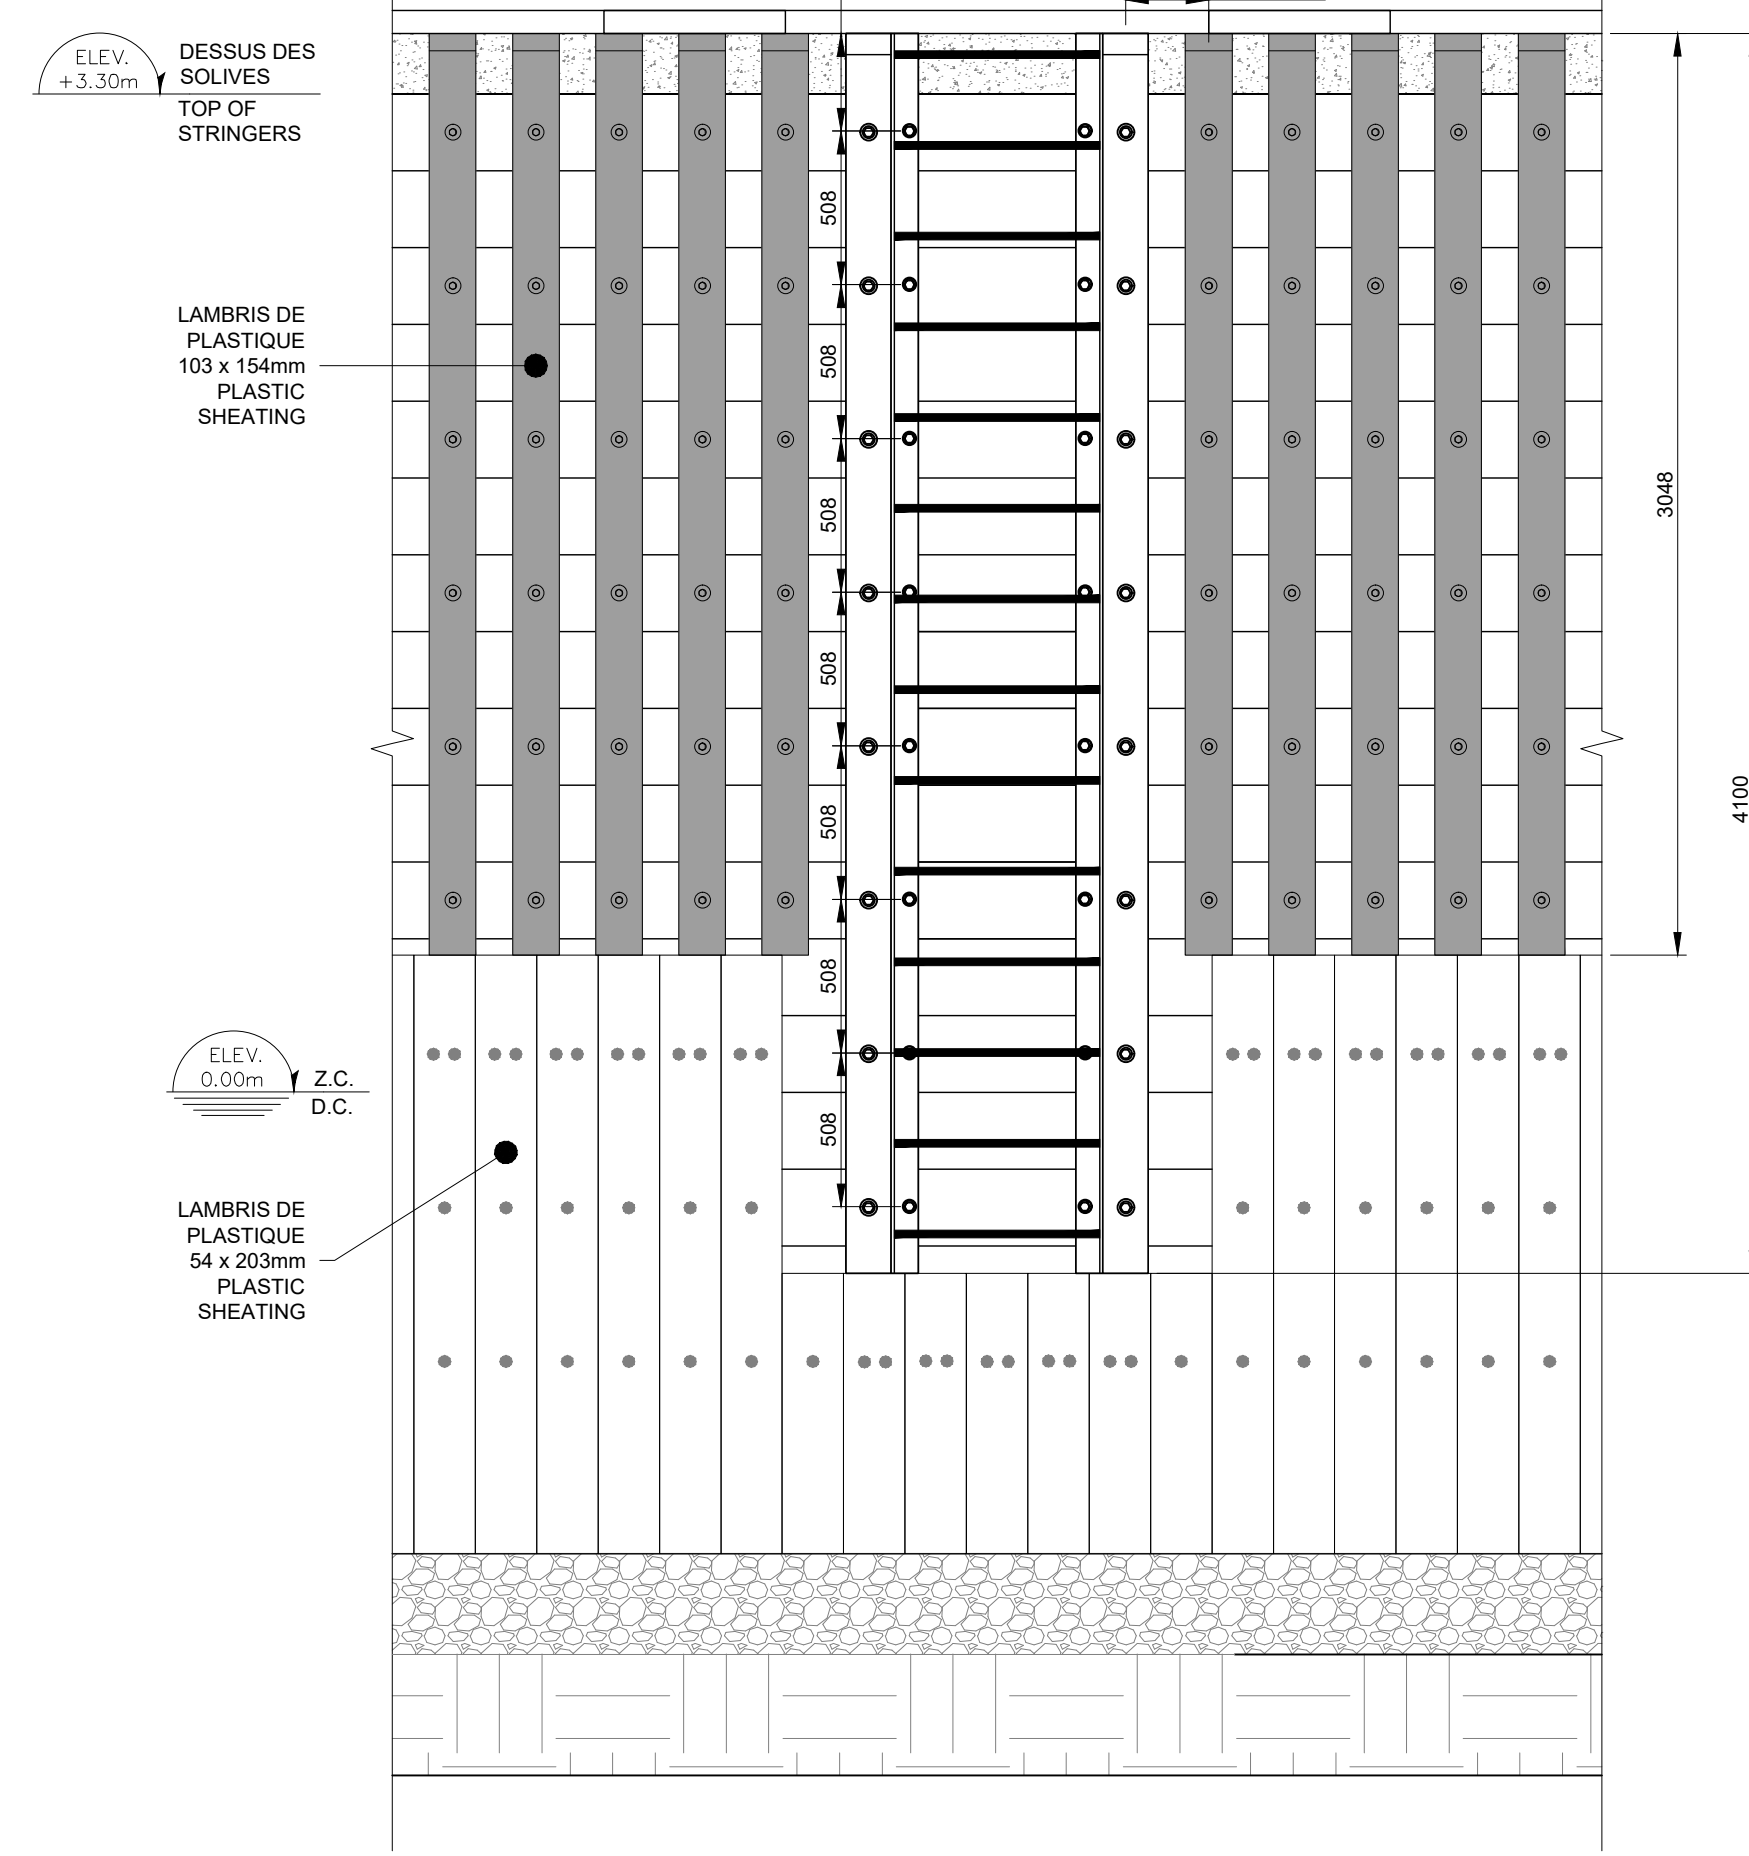 ELEV.
+3.30m
DESSUS DES
SOLIVES
TOP OF
STRINGERS
508
LAMBRIS DE
PLASTIQUE
103 x 154mm
PLASTIC
SHEATING
508
508
3048
508
4100
508
508
ELEV.
0.00m
Z.C.
D.C.
508
LAMBRIS DE
PLASTIQUE
54 x 203mm
PLASTIC
SHEATING